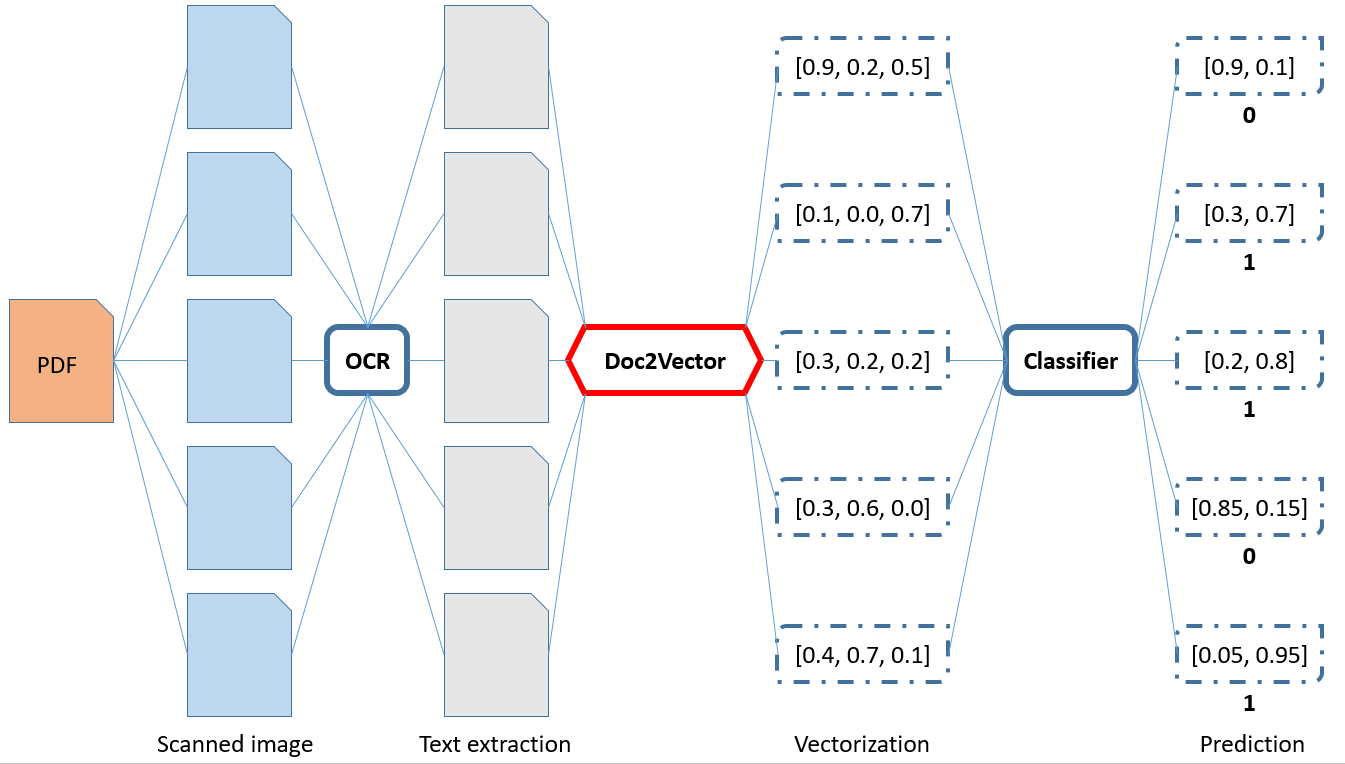 [0.9, 0.2, 0.5]
[0.9, 0.1]
0
[0.1, 0.0, 0.7]
[0.3, 0.7]
1
PDF
OCR
Doc2Vector
[0.3, 0.2, 0.2]
Classifier
[0.2, 0.8]
1
[0.3, 0.6, 0.0]
[0.85, 0.15]
0
[0.4, 0.7, 0.1]
[0.05, 0.95]
1
Scanned image
Text extraction
Vectorization
Prediction